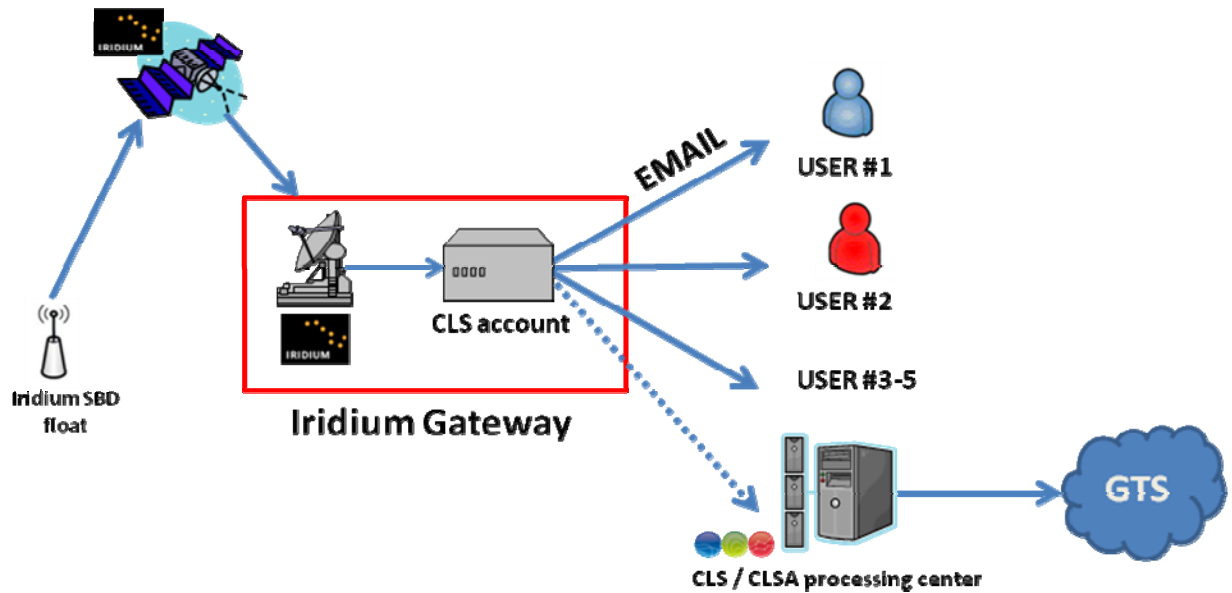 IRIDIUM
EMAIL
USER #1
USER #2
CLS account
IRIDIUM
USER #3-5
Iridium SBD
float
Iridium Gateway
GTS
CLS / CLSA processing center